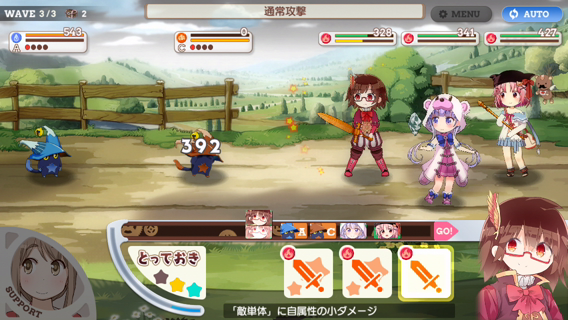 WAVE 3/3 2
通常攻撃
MENU
AUTO
543
A
0
C
328
341
427
392
A
C
GO!
とっておき
SUPPORT
「敵単体」に自属性の小ダメージ